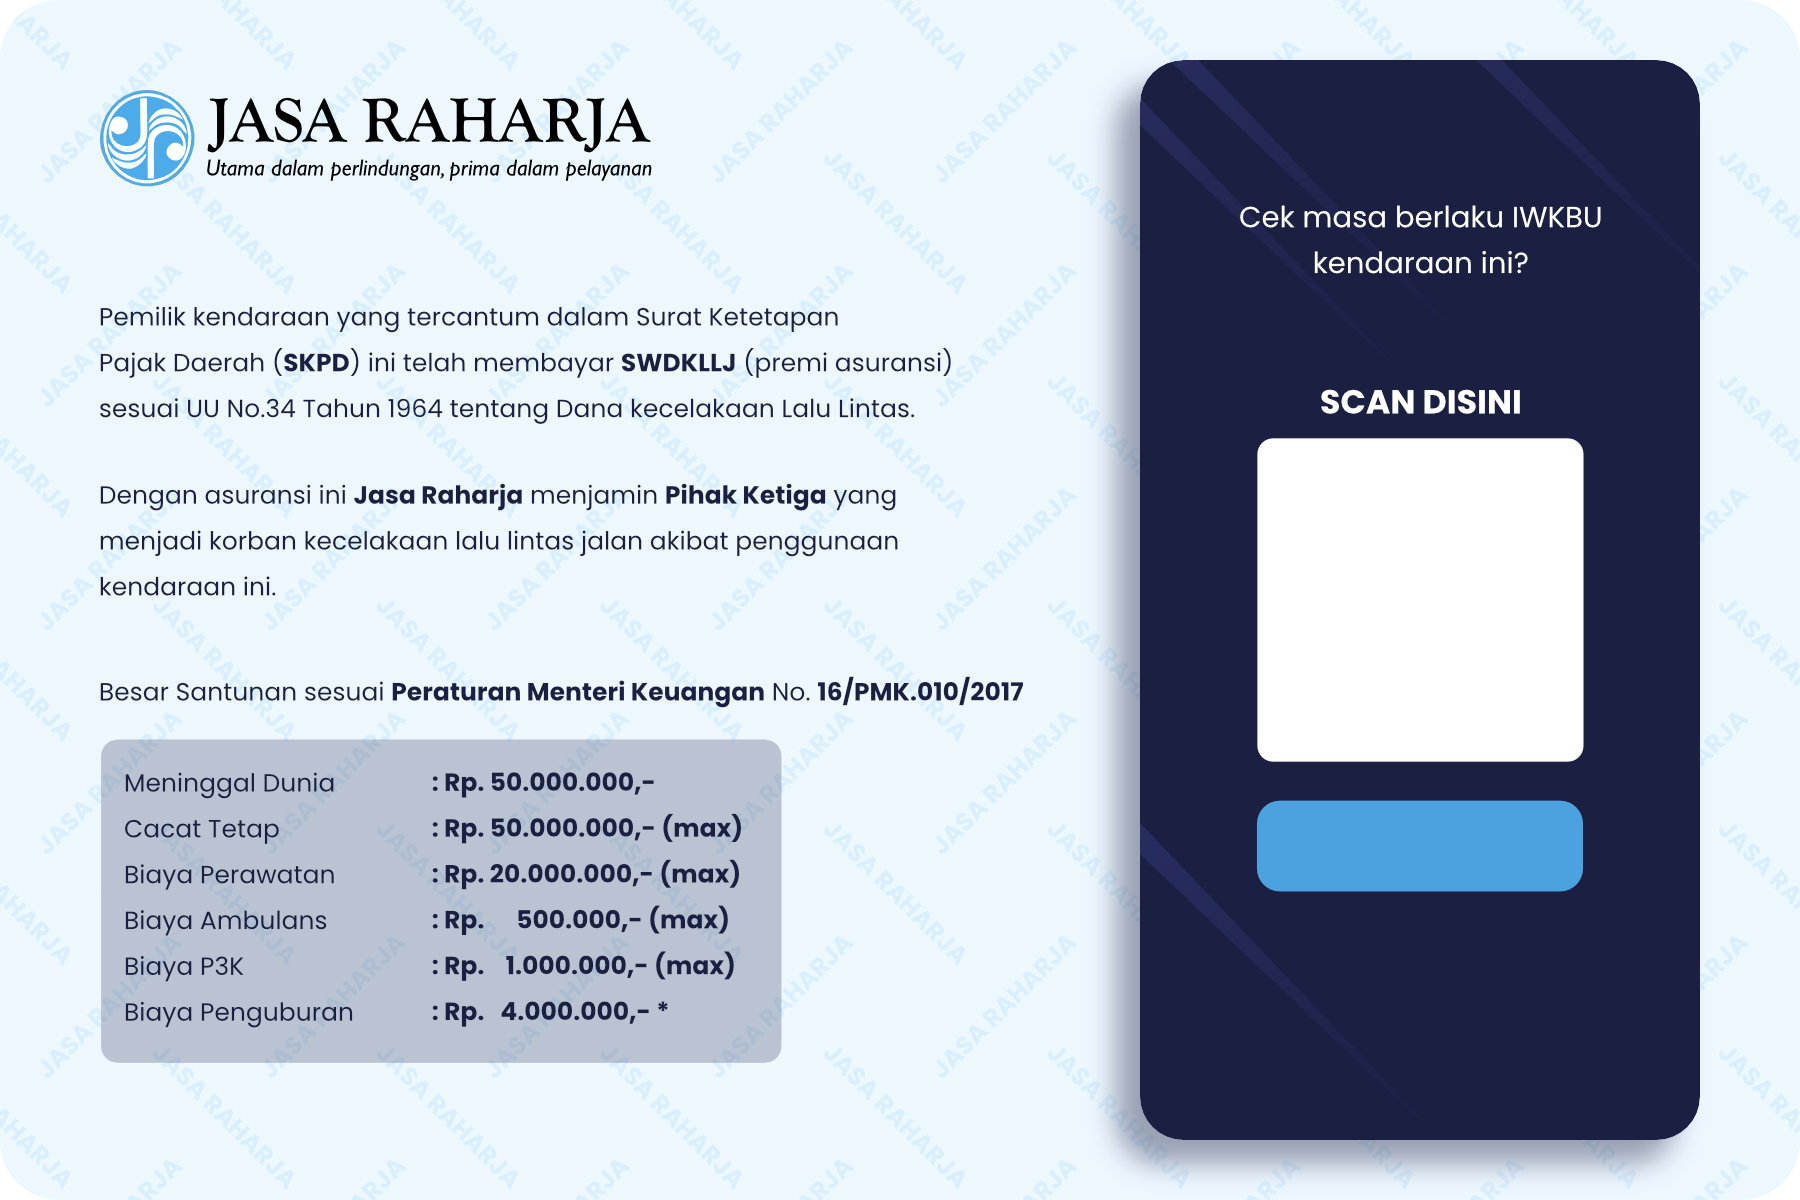 JASA RAHARJA
Utama dalam perlindungan, prima dalam pelayanan
Pemilik kendaraan yang tercantum dalam Surat Ketetapan
Pajak Daerah (SKPD) ini telah membayar SWDKLLJ (premi asuransi)
sesuai UU No.34 Tahun 1964 tentang Dana kecelakaan Lalu Lintas.
Dengan asuransi ini Jasa Raharja menjamin Pihak Ketiga yang
menjadi korban kecelakaan lalu lintas jalan akibat penggunaan
kendaraan ini.
Besar Santunan sesuai Peraturan Menteri Keuangan No. 16/PMK.010/2017
Meninggal Dunia : Rp. 50.000.000,-
Cacat Tetap : Rp. 50.000.000,- (max)
Biaya Perawatan : Rp. 20.000.000,- (max)
Biaya Ambulans : Rp. 500.000,- (max)
Biaya P3K : Rp. 1.000.000,- (max)
Biaya Penguburan : Rp. 4.000.000,- *
Cek masa berlaku IWKBU
kendaraan ini?
SCAN DISINI